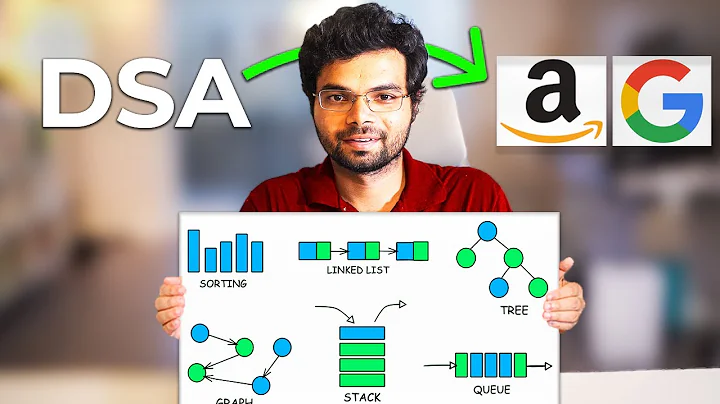 DSA
a
G
SORTING
LINKED LIST
TREE
GRAPH
STACK
QUEUE